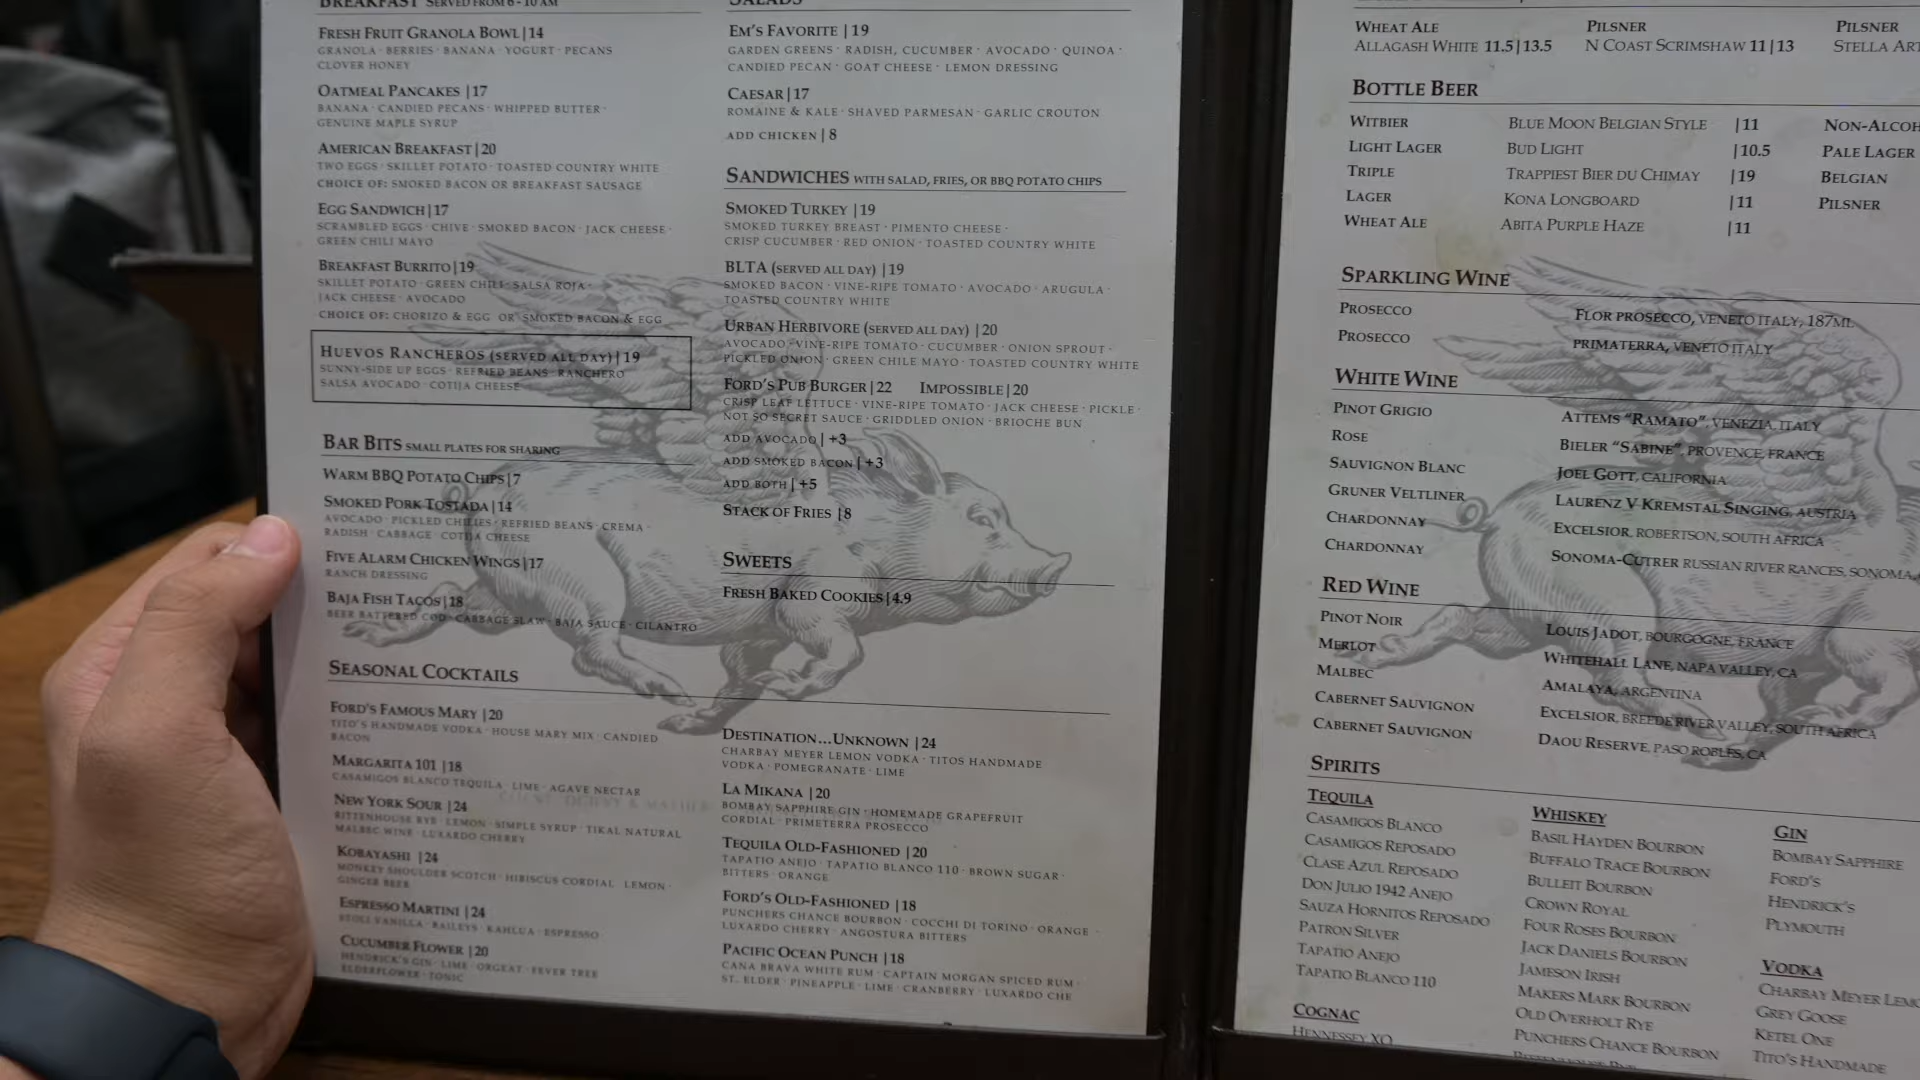 BREAKFAST SERVED FROM 6 - 10 AM
FRESH FRUIT GRANOLA BOWL|14
GRANOLA · BERRIES · BANANA · YOGURT · PECANS
CLOVER HONEY
OATMEAL PANCAKES |17
BANANA · CANDIED PECANS · WHIPPED BUTTER ·
GENUINE MAPLE SYRUP
AMERICAN BREAKFAST|20
TWO EGGS · SKILLET POTATO · TOASTED COUNTRY WHITE
CHOICE OF: SMOKED BACON OR BREAKFAST SAUSAGE
EGG SANDWICH|17
SCRAMBLED EGGS · CHIVE · SMOKED BACON · JACK CHEESE ·
GREEN CHILI MAYO
BREAKFAST BURRITO|19
SKILLET POTATO · GREEN CHILI · SALSA ROJA ·
JACK CHEESE · AVOCADO
CHOICE OF: CHORIZO & EGG OR SMOKED BACON & EGG
HUEVOS RANCHEROS (SERVED ALL DAY)|19
SUNNY-SIDE UP EGGS · REFRIED BEANS · RANCHERO
SALSA AVOCADO · COTIJA CHEESE
BAR BITS SMALL PLATES FOR SHARING
WARM BBQ POTATO CHIPS|7
SMOKED PORK TOSTADA|14
AVOCADO · PICKLED CHILIES · REFRIED BEANS · CREMA ·
RADISH · CABBAGE · COTIJA CHEESE
FIVE ALARM CHICKEN WINGS|17
RANCH DRESSING
BAJA FISH TACOS|18
BEER BATTERED COD · CABBAGE SLAW · BAJA SAUCE · CILANTRO
SALADS
EM'S FAVORITE |19
GARDEN GREENS · RADISH, CUCUMBER · AVOCADO · QUINOA ·
CANDIED PECAN · GOAT CHEESE · LEMON DRESSING
CAESAR|17
ROMAINE & KALE · SHAVED PARMESAN · GARLIC CROUTON
ADD CHICKEN | 8
SANDWICHES WITH SALAD, FRIES, OR BBQ POTATO CHIPS
SMOKED TURKEY |19
SMOKED TURKEY BREAST · PIMENTO CHEESE ·
CRISP CUCUMBER · RED ONION · TOASTED COUNTRY WHITE
BLTA (SERVED ALL DAY) |19
SMOKED BACON · VINE-RIPE TOMATO · AVOCADO · ARUGULA ·
TOASTED COUNTRY WHITE
URBAN HERBIVORE (SERVED ALL DAY) |20
AVOCADO · VINE-RIPE TOMATO · CUCUMBER · ONION SPROUT ·
PICKLED ONION · GREEN CHILE MAYO · TOASTED COUNTRY WHITE
FORD'S PUB BURGER|22 IMPOSSIBLE|20
CRISP LEAF LETTUCE · VINE-RIPE TOMATO · JACK CHEESE · PICKLE ·
NOT SO SECRET SAUCE · GRIDDLED ONION · BRIOCHE BUN
ADD AVOCADO| +3
ADD SMOKED BACON | +3
ADD BOTH | +5
STACK OF FRIES |8
SWEETS
FRESH BAKED COOKIES|4.9
SEASONAL COCKTAILS
FORD'S FAMOUS MARY |20
TITO'S HANDMADE VODKA · HOUSE MARY MIX · CANDIED
BACON
MARGARITA 101 |18
CASAMIGOS BLANCO TEQUILA · LIME · AGAVE NECTAR
NEW YORK SOUR |24
RITTENHOUSE RYE · LEMON · SIMPLE SYRUP · TIKAL NATURAL
MALBEC WINE · LUXARDO CHERRY
KOBAYASHI |24
MONKEY SHOULDER SCOTCH · HIBISCUS CORDIAL LEMON ·
GINGER BEER
ESPRESSO MARTINI |24
STOLI VANILLA · BAILEYS · KAHLUA · ESPRESSO
CUCUMBER FLOWER |20
HENDRICK'S GIN · LIME · ORGEAT · FEVER TREE
ELDERFLOWER · TONIC
DESTINATION...UNKNOWN |24
CHARBAY MEYER LEMON VODKA · TITOS HANDMADE
VODKA · POMEGRANATE · LIME
LA MIKANA |20
BOMBAY SAPPHIRE GIN · HOMEMADE GRAPEFRUIT
CORDIAL · PRIMETERRA PROSECCO
TEQUILA OLD-FASHIONED |20
TAPATIO ANEJO · TAPATIO BLANCO 110 · BROWN SUGAR ·
BITTERS · ORANGE
FORD'S OLD-FASHIONED |18
PUNCHERS CHANCE BOURBON · COCCHI DI TORINO · ORANGE ·
LUXARDO CHERRY · ANGOSTURA BITTERS
PACIFIC OCEAN PUNCH |18
CANA BRAVA WHITE RUM · CAPTAIN MORGAN SPICED RUM ·
ST. ELDER · PINEAPPLE · LIME · CRANBERRY · LUXARDO CHE
WHEAT ALE PILSNER PILSNER
ALLAGASH WHITE 11.5|13.5 N COAST SCRIMSHAW 11|13 STELLA ART
BOTTLE BEER
WITBIER BLUE MOON BELGIAN STYLE |11 NON-ALCOH
LIGHT LAGER BUD LIGHT |10.5 PALE LAGER
TRIPLE TRAPPIEST BIER DU CHIMAY |19 BELGIAN
LAGER KONA LONGBOARD |11 PILSNER
WHEAT ALE ABITA PURPLE HAZE |11
SPARKLING WINE
PROSECCO FLOR PROSECCO, VENETO ITALY, 187ML
PROSECCO PRIMATERRA, VENETO ITALY
WHITE WINE
PINOT GRIGIO ATTEMS "RAMATO", VENEZIA, ITALY
ROSE BIELER "SABINE", PROVENCE, FRANCE
SAUVIGNON BLANC JOEL GOTT, CALIFORNIA
GRUNER VELTLINER LAURENZ V KREMSTAL SINGING, AUSTRIA
CHARDONNAY EXCELSIOR, ROBERTSON, SOUTH AFRICA
CHARDONNAY SONOMA-CUTRER RUSSIAN RIVER RANCES, SONOMA,
RED WINE
PINOT NOIR LOUIS JADOT, BOURGOGNE, FRANCE
MERLOT WHITEHALL LANE, NAPA VALLEY, CA
MALBEC AMALAYA, ARGENTINA
CABERNET SAUVIGNON EXCELSIOR, BREEDE RIVER VALLEY, SOUTH AFRICA
CABERNET SAUVIGNON DAOU RESERVE, PASO ROBLES, CA
SPIRITS
TEQUILA
CASAMIGOS BLANCO
CASAMIGOS REPOSADO
CLASE AZUL REPOSADO
DON JULIO 1942 ANEJO
SAUZA HORNITOS REPOSADO
PATRON SILVER
TAPATIO ANEJO
TAPATIO BLANCO 110
COGNAC
HENNESSEY XO
WHISKEY
BASIL HAYDEN BOURBON
BUFFALO TRACE BOURBON
BULLEIT BOURBON
CROWN ROYAL
FOUR ROSES BOURBON
JACK DANIELS BOURBON
JAMESON IRISH
MAKERS MARK BOURBON
OLD OVERHOLT RYE
PUNCHERS CHANCE BOURBON
GIN
BOMBAY SAPPHIRE
FORD'S
HENDRICK'S
PLYMOUTH
VODKA
CHARBAY MEYER LEMO
GREY GOOSE
KETEL ONE
TITO'S HANDMADE